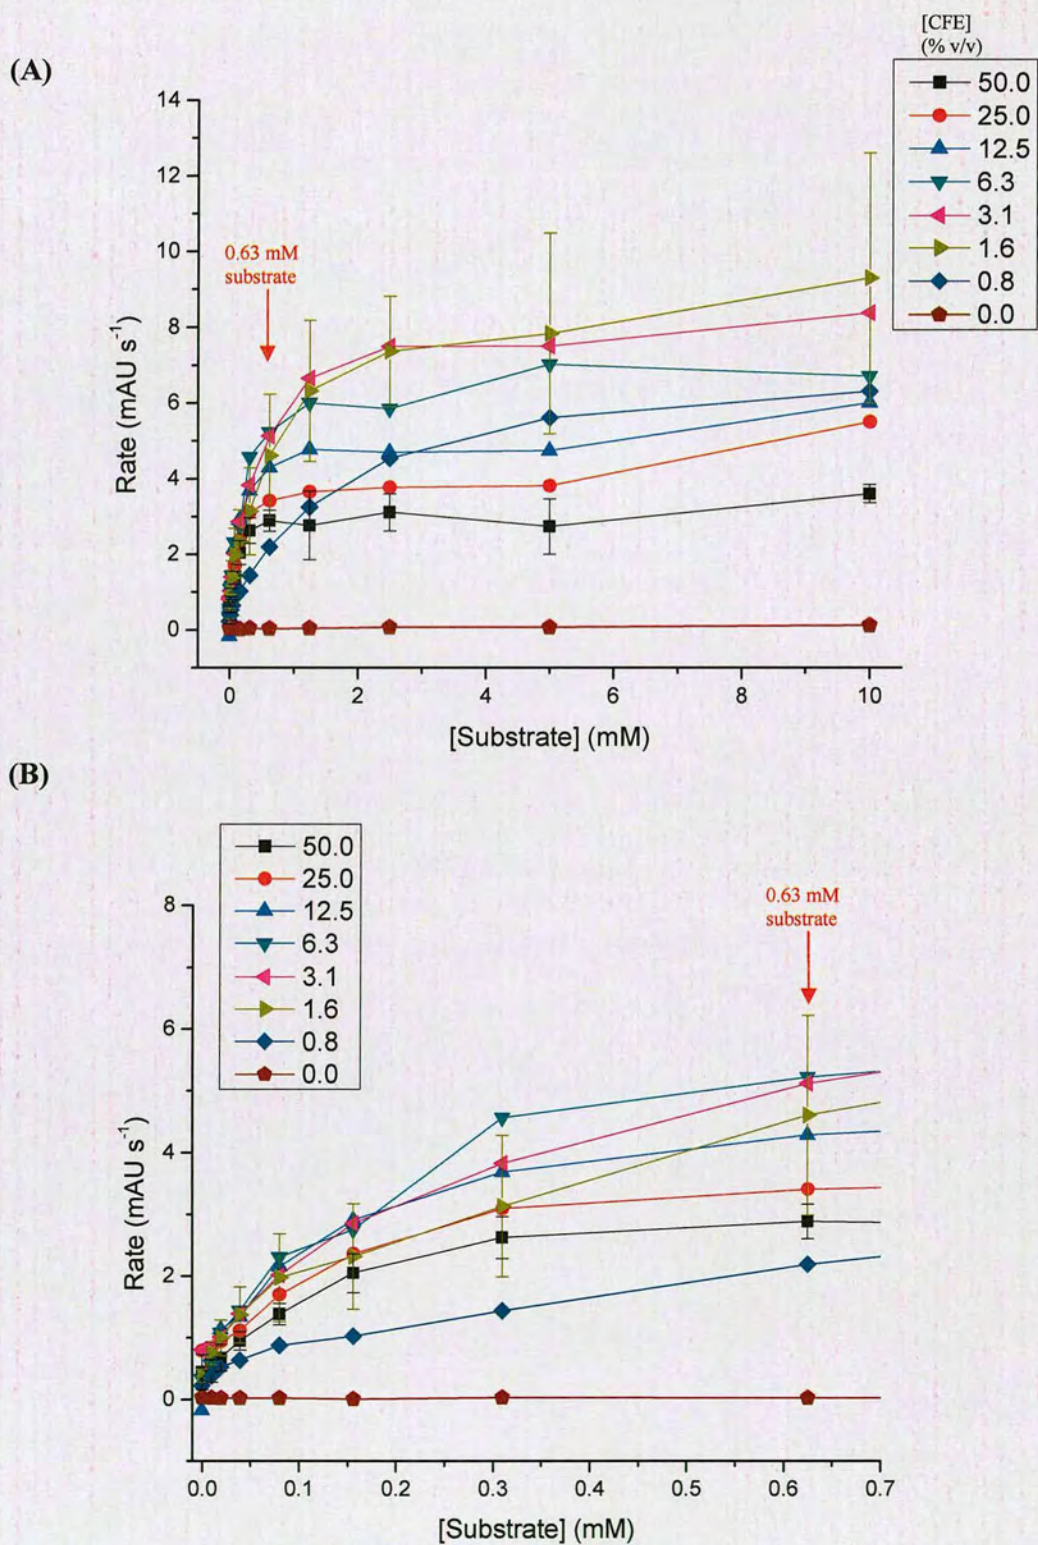 [CFE]
(% v/v)
(A)
50.0
25.0
12.5
6.3
3.1
1.6
0.8
0.0
14
12
10
8
6
4
2
0
0.63 mM
substrate
Rate (mAU s⁻¹)
0 2 4 6 8 10
[Substrate] (mM)
(B)
50.0
25.0
12.5
6.3
3.1
1.6
0.8
0.0
0.63 mM
substrate
8
6
4
2
0
Rate (mAU s⁻¹)
0.0 0.1 0.2 0.3 0.4 0.5 0.6 0.7
[Substrate] (mM)